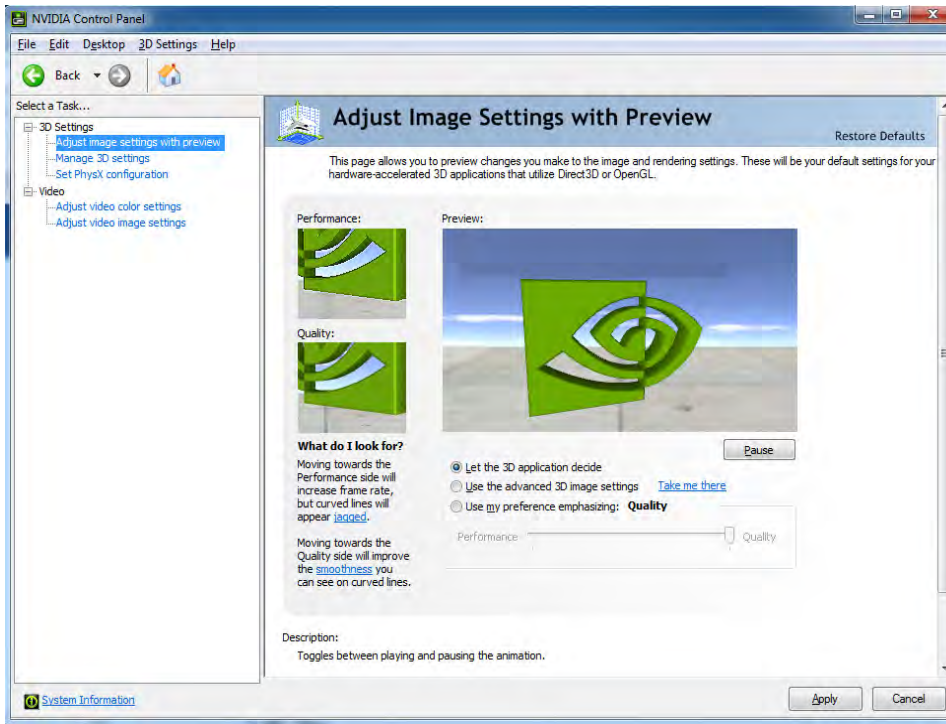 NVIDIA Control Panel
File Edit Desktop 3D Settings Help
Back
Select a Task...
3D Settings
Adjust image settings with preview
Manage 3D settings
Set PhysX configuration
Video
Adjust video color settings
Adjust video image settings
Adjust Image Settings with Preview
Restore Defaults
This page allows you to preview changes you make to the image and rendering settings. These will be your default settings for your
hardware-accelerated 3D applications that utilize Direct3D or OpenGL.
Performance:
Preview:
Quality:
What do I look for?
Moving towards the
Performance side will
increase frame rate,
but curved lines will
appear jagged.
Moving towards the
Quality side will improve
the smoothness you
can see on curved lines.
Pause
Let the 3D application decide
Use the advanced 3D image settings Take me there
Use my preference emphasizing: Quality
Performance Quality
Description:
Toggles between playing and pausing the animation.
System Information
Apply Cancel